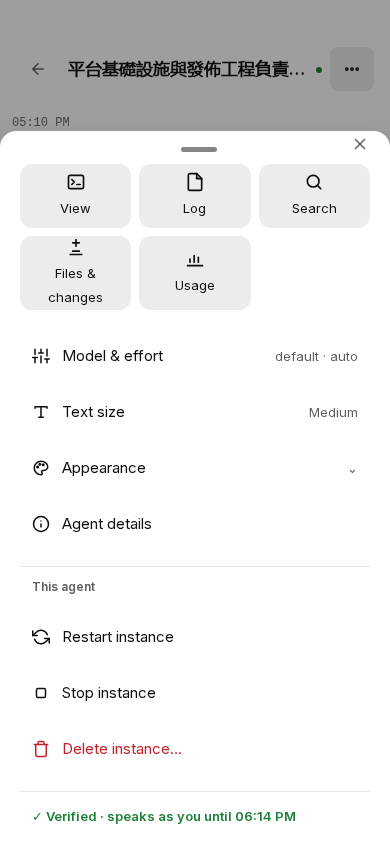 平台基礎設施與發佈工程負責…
05:10 PM
View
Log
Search
Files &
changes
Usage
Model & effort
default · auto
Text size
Medium
Appearance
Agent details
This agent
Restart instance
Stop instance
Delete instance…
✓ Verified · speaks as you until 06:14 PM